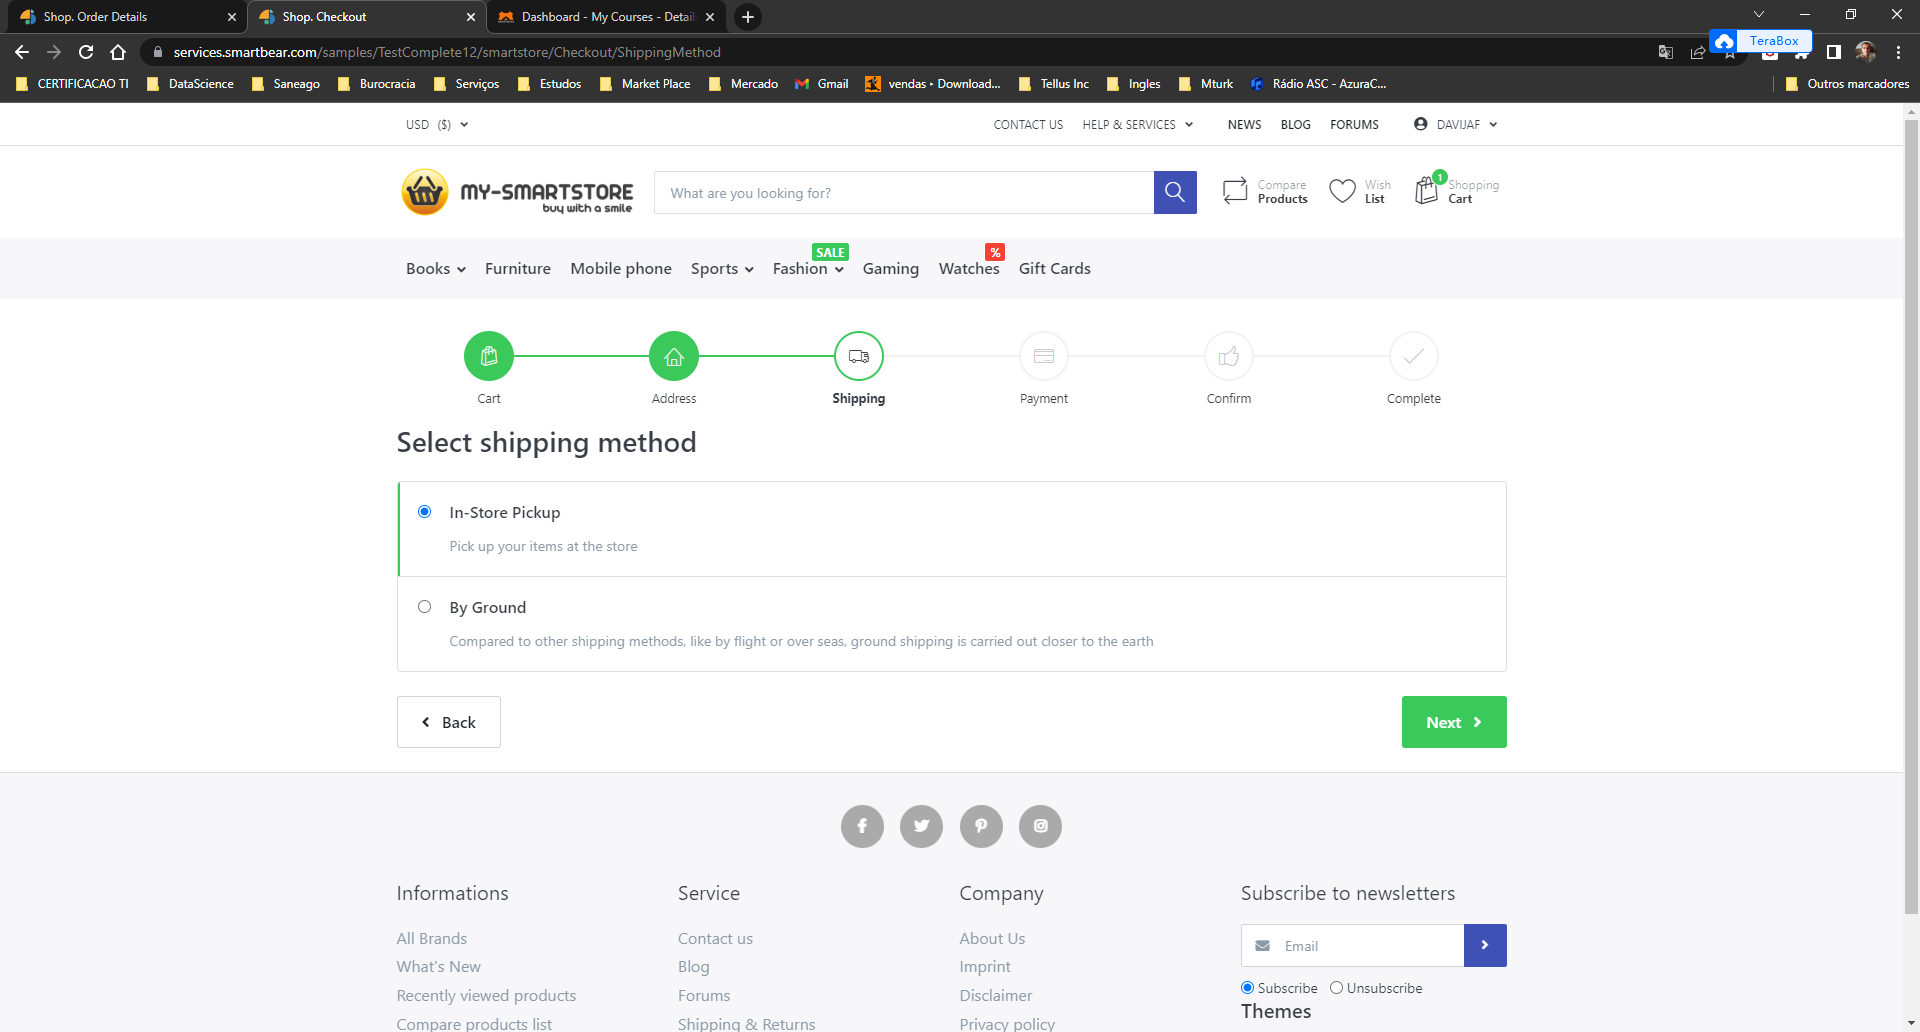 Shop. Order Details
Shop. Checkout
Dashboard - My Courses - Detail
services.smartbear.com/samples/TestComplete12/smartstore/Checkout/ShippingMethod
TeraBox
CERTIFICACAO TI
DataScience
Saneago
Burocracia
Serviços
Estudos
Market Place
Mercado
Gmail
vendas ‣ Download...
Tellus Inc
Ingles
Mturk
Rádio ASC - AzuraC...
Outros marcadores
USD ($)
CONTACT US
HELP & SERVICES
NEWS
BLOG
FORUMS
DAVIJAF
MY-SMARTSTORE
buy with a smile
What are you looking for?
Compare
Products
Wish
List
1
Shopping
Cart
Books
Furniture
Mobile phone
Sports
SALE
Fashion
Gaming
%
Watches
Gift Cards
Cart
Address
Shipping
Payment
Confirm
Complete
Select shipping method
In-Store Pickup
Pick up your items at the store
By Ground
Compared to other shipping methods, like by flight or over seas, ground shipping is carried out closer to the earth
Back
Next
Informations
All Brands
What's New
Recently viewed products
Compare products list
Service
Contact us
Blog
Forums
Shipping & Returns
Company
About Us
Imprint
Disclaimer
Privacy policy
Subscribe to newsletters
Email
Subscribe
Unsubscribe
Themes